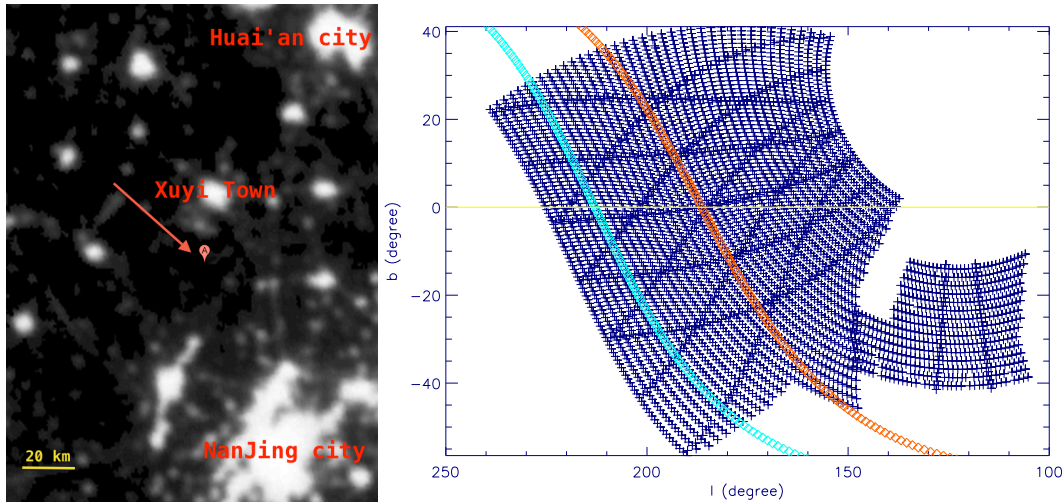 Huai'an city
Xuyi Town
A
20 km
NanJing city
40
20
0
−20
−40
b (degree)
250
200
150
100
l (degree)